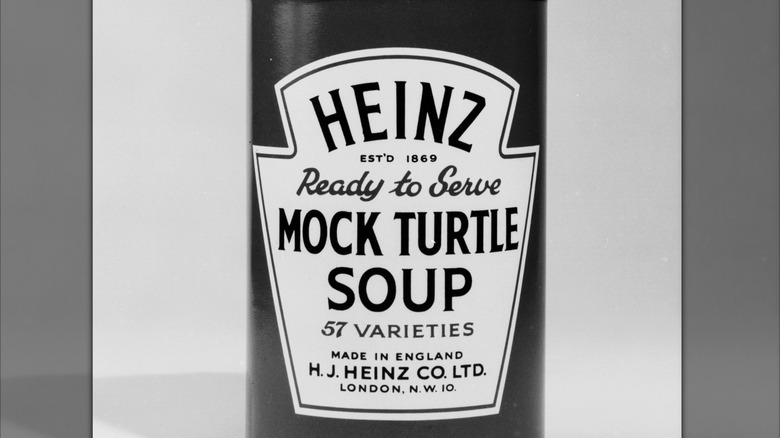 HEINZ
EST'D 1869
Ready to Serve
MOCK TURTLE
SOUP
57 VARIETIES
MADE IN ENGLAND
H. J. HEINZ CO. LTD.
LONDON, N.W. 10.